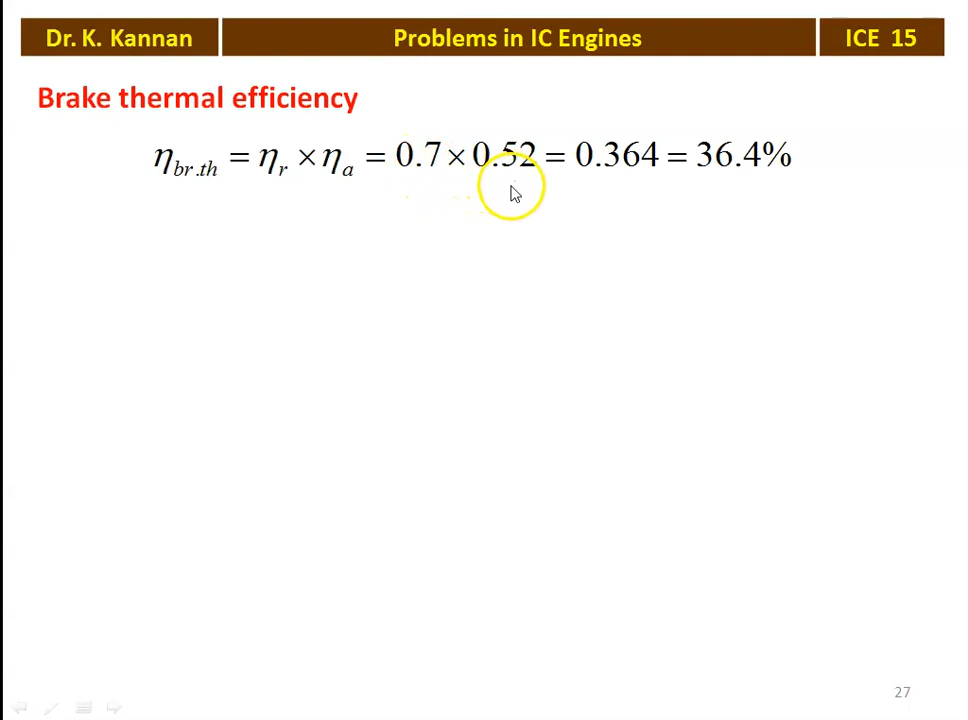 Dr. K. Kannan Problems in IC Engines ICE 15
Brake thermal efficiency
η_br.th = η_r × η_a = 0.7 × 0.52 = 0.364 = 36.4%
27